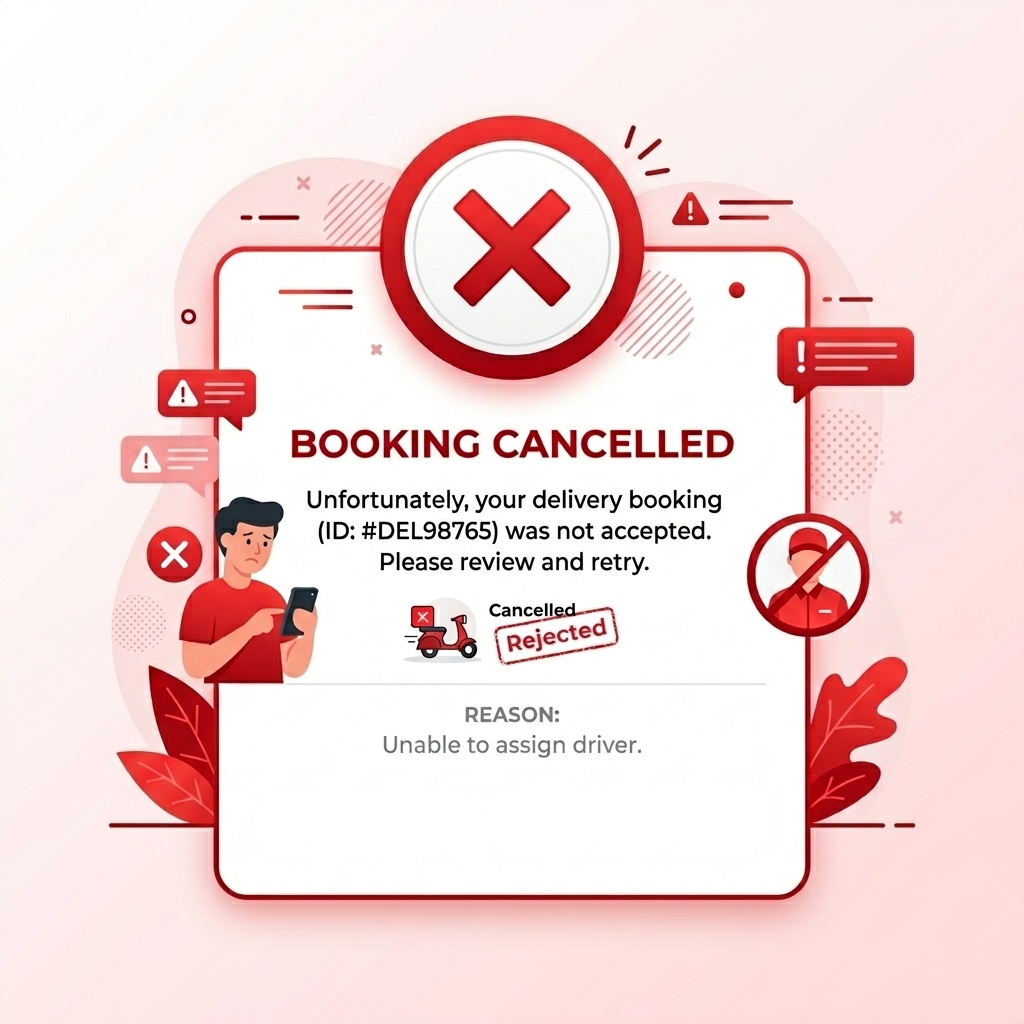 BOOKING CANCELLED
Unfortunately, your delivery booking
(ID: #DEL98765) was not accepted.
Please review and retry.
Cancelled
Rejected
REASON:
Unable to assign driver.